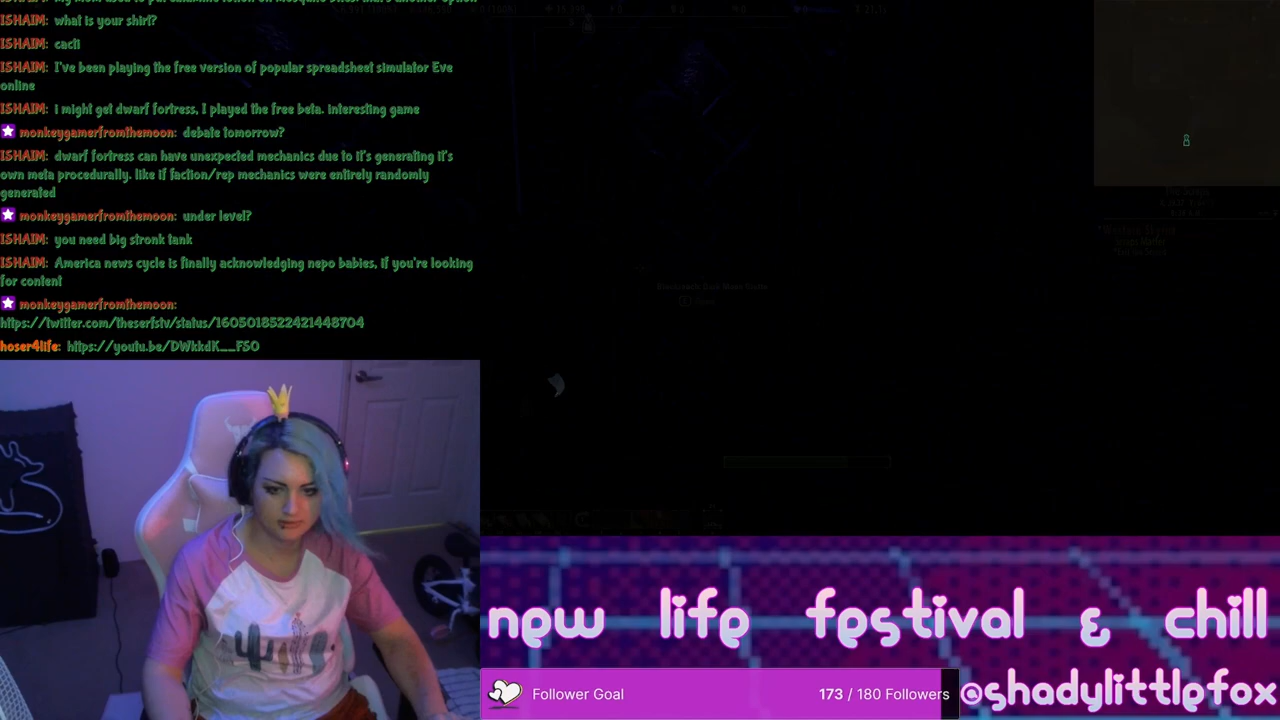 ISHAIM: what is your shirt?
ISHAIM: cacti
ISHAIM: I've been playing the free version of popular spreadsheet simulator Eve
online
ISHAIM: i might get dwarf fortress, I played the free beta. interesting game
monkeygamerfromthemoon: debate tomorrow?
ISHAIM: dwarf fortress can have unexpected mechanics due to it's generating it's
own meta procedurally. like if faction/rep mechanics were entirely randomly
generated
monkeygamerfromthemoon: under level?
ISHAIM: you need big stronk tank
ISHAIM: America news cycle is finally acknowledging nepo babies, if you're looking
for content
monkeygamerfromthemoon:
https://twitter.com/theserfstv/status/1605018522421448704
hoser4life: https://youtu.be/DWkkdK__FSO
new life festival & chill
Follower Goal 173 / 180 Followers
@shadylittlefox